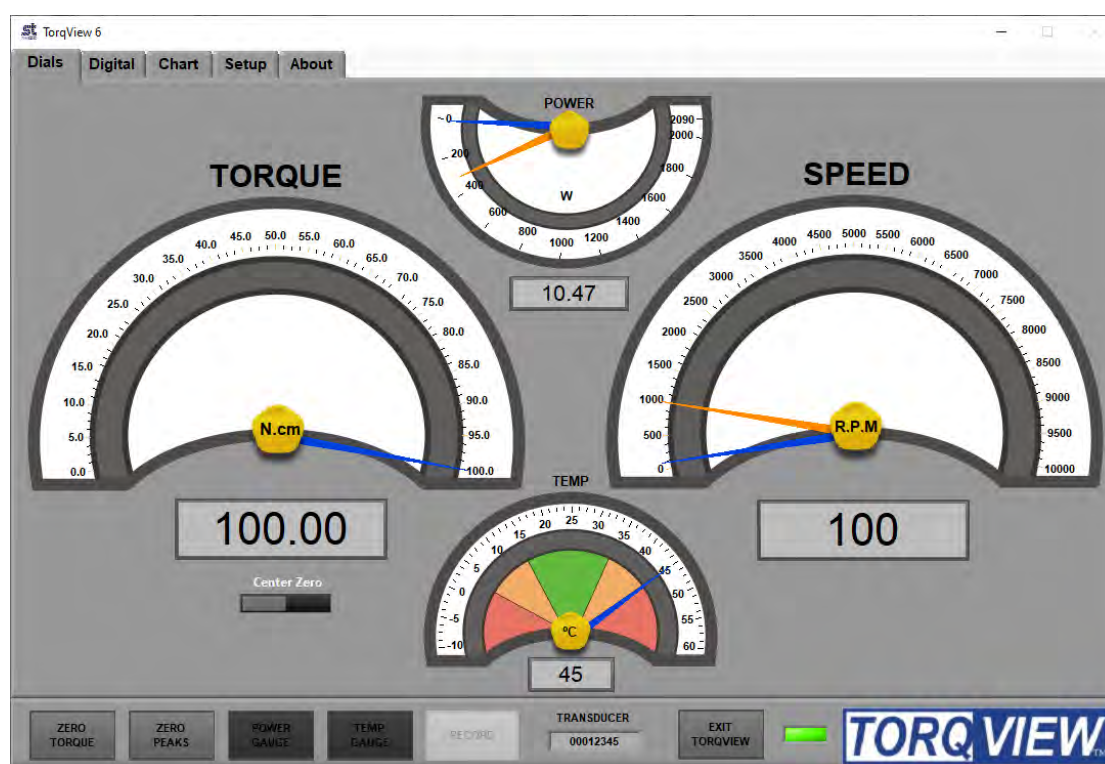 st TorqView 6
Dials Digital Chart Setup About
POWER
~0 200 400 600 800 1000 1200 1400 1600 1800 2000 2090
W
10.47
TORQUE
0.0 5.0 10.0 15.0 20.0 25.0 30.0 35.0 40.0 45.0 50.0 55.0 60.0 65.0 70.0 75.0 80.0 85.0 90.0 95.0 100.0
N.cm
100.00
Center Zero
SPEED
0 500 1000 1500 2000 2500 3000 3500 4000 4500 5000 5500 6000 6500 7000 7500 8000 8500 9000 9500 10000
R.P.M
100
TEMP
-10 -5 0 5 10 15 20 25 30 35 40 45 50 55 60
ºC
45
ZERO
TORQUE
ZERO
PEAKS
POWER
GAUGE
TEMP
GAUGE
RECORD
TRANSDUCER
00012345
EXIT
TORQVIEW
TORQVIEW™